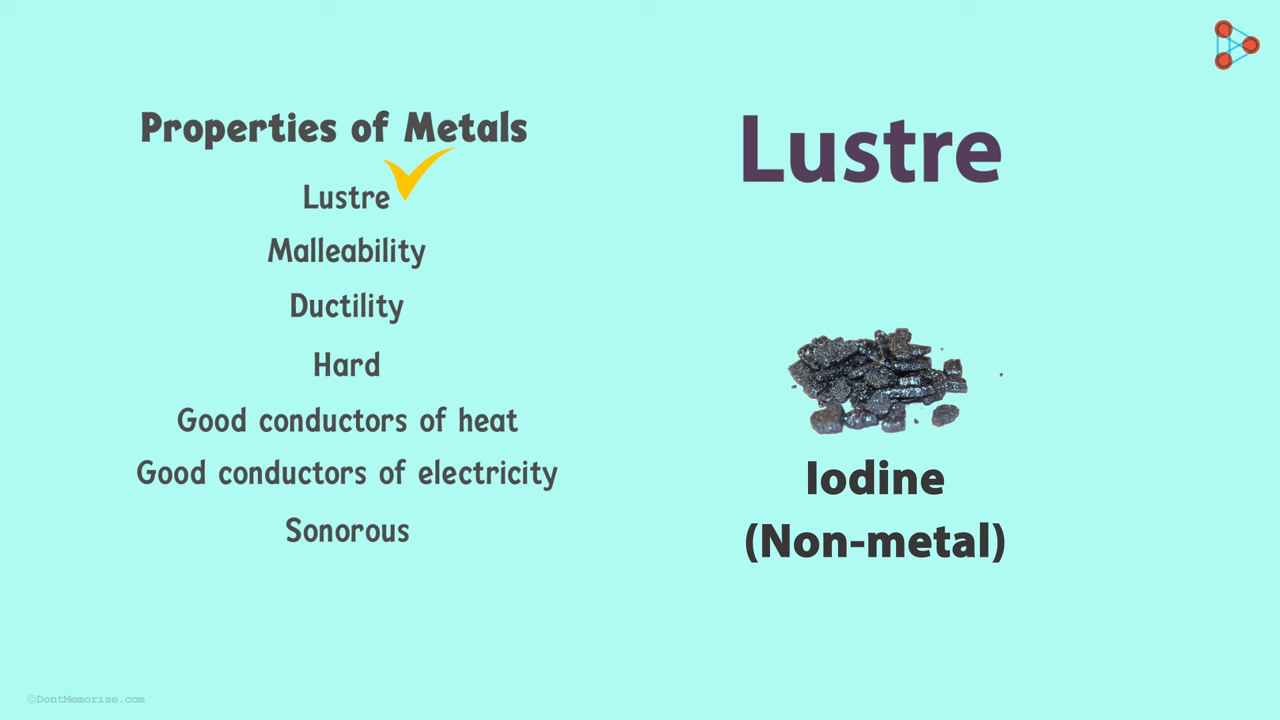 Properties of Metals
Lustre
Malleability
Ductility
Hard
Good conductors of heat
Good conductors of electricity
Sonorous
Lustre
Iodine
(Non-metal)
©DontMemorise.com